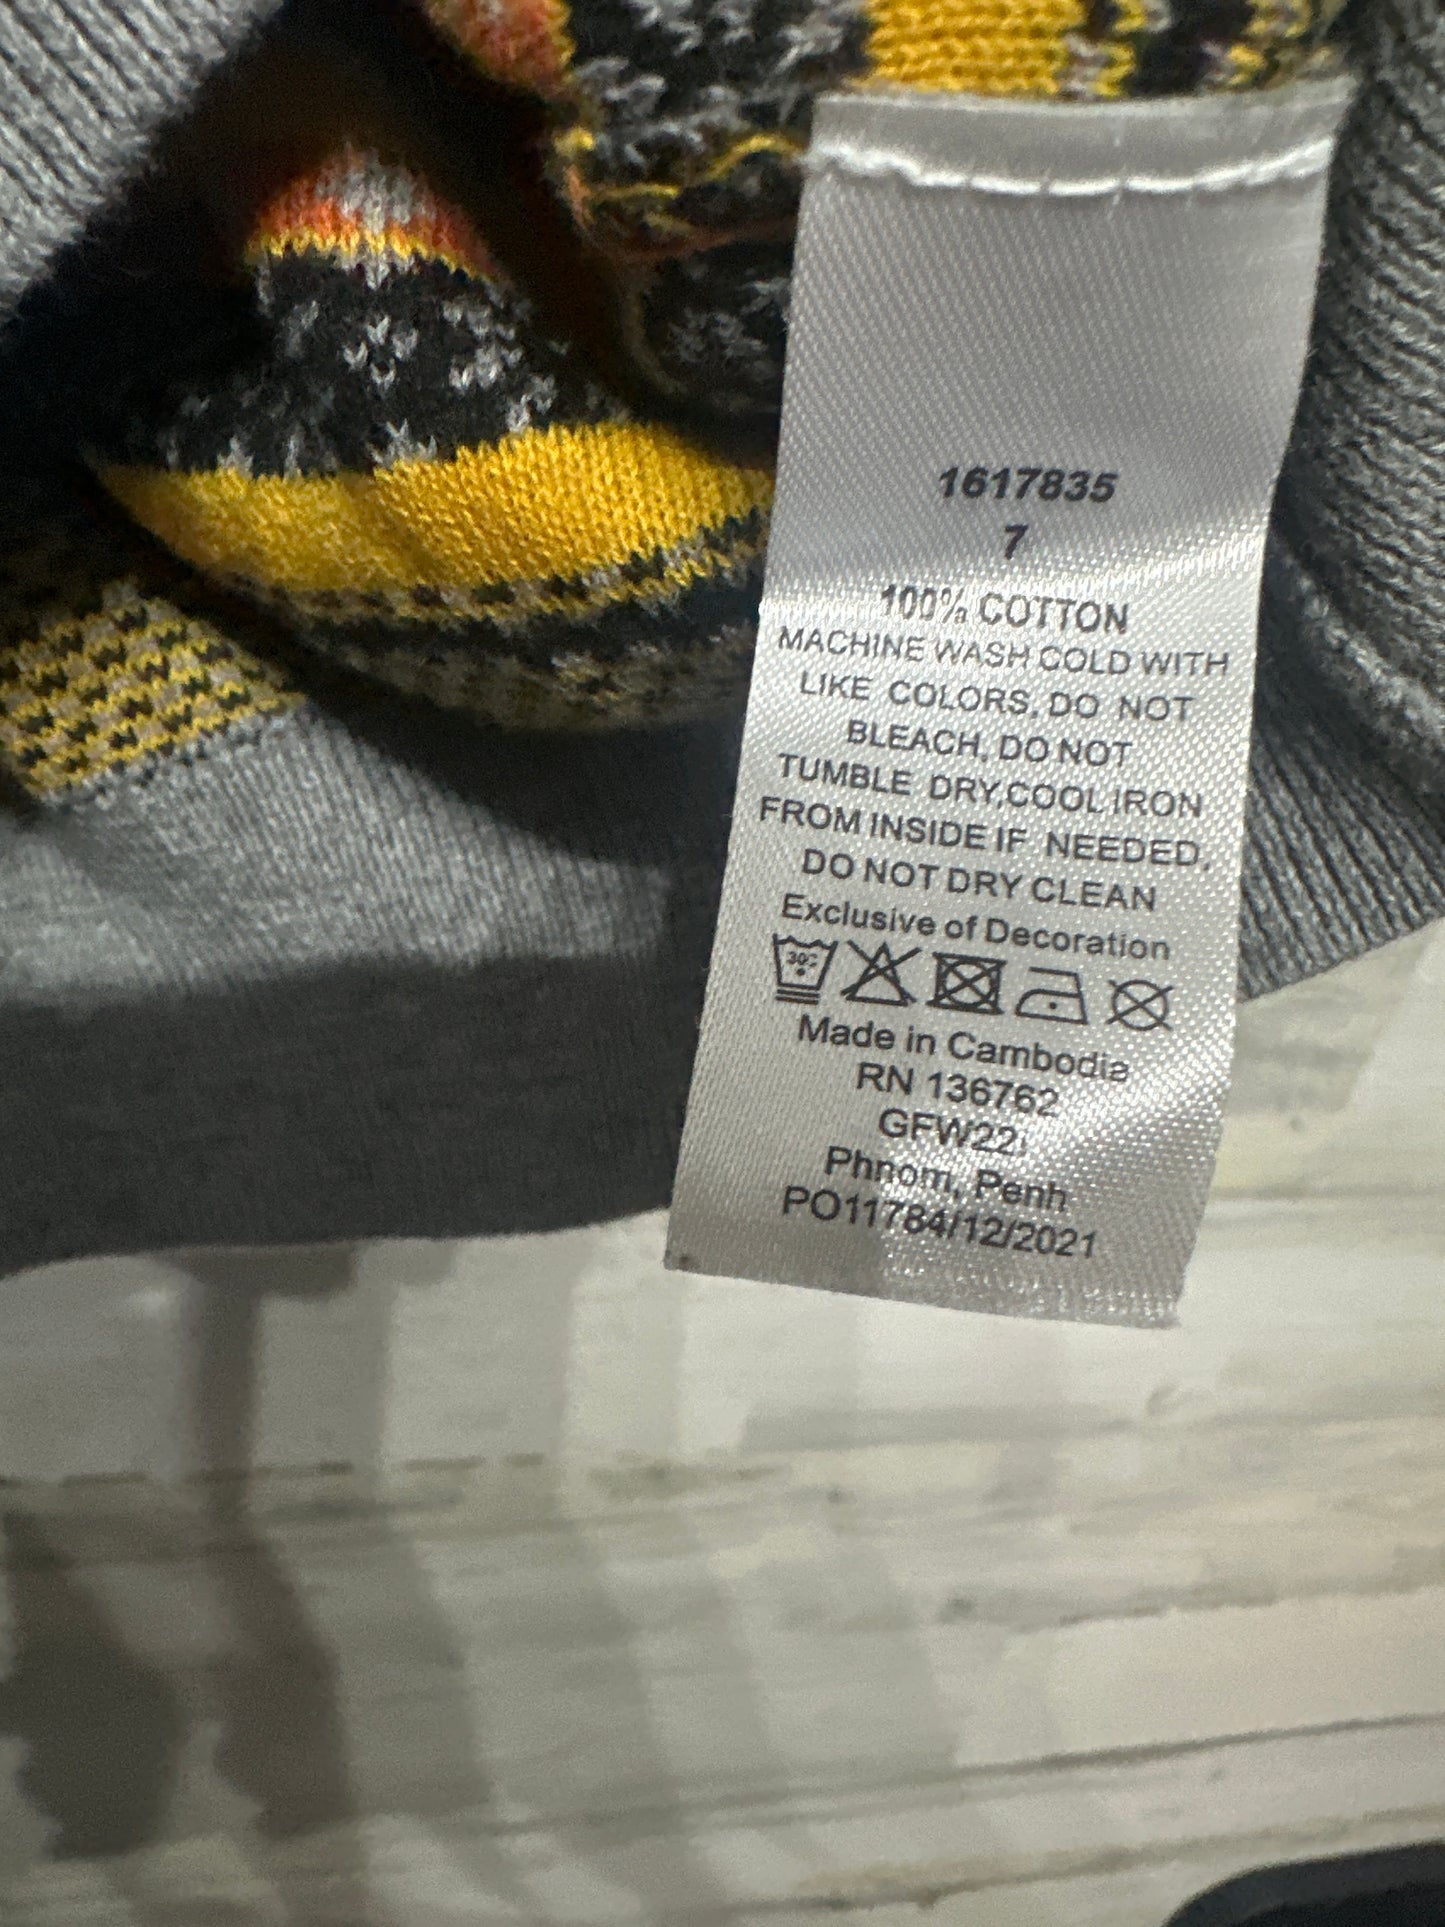 1617835
7
100% COTTON
MACHINE WASH COLD WITH
LIKE COLORS, DO NOT
BLEACH, DO NOT
TUMBLE DRY,COOL IRON
FROM INSIDE IF NEEDED,
DO NOT DRY CLEAN
Exclusive of Decoration
30C
Made in Cambodia
RN 136762
Phnom, Penh
PO11784/12/2021